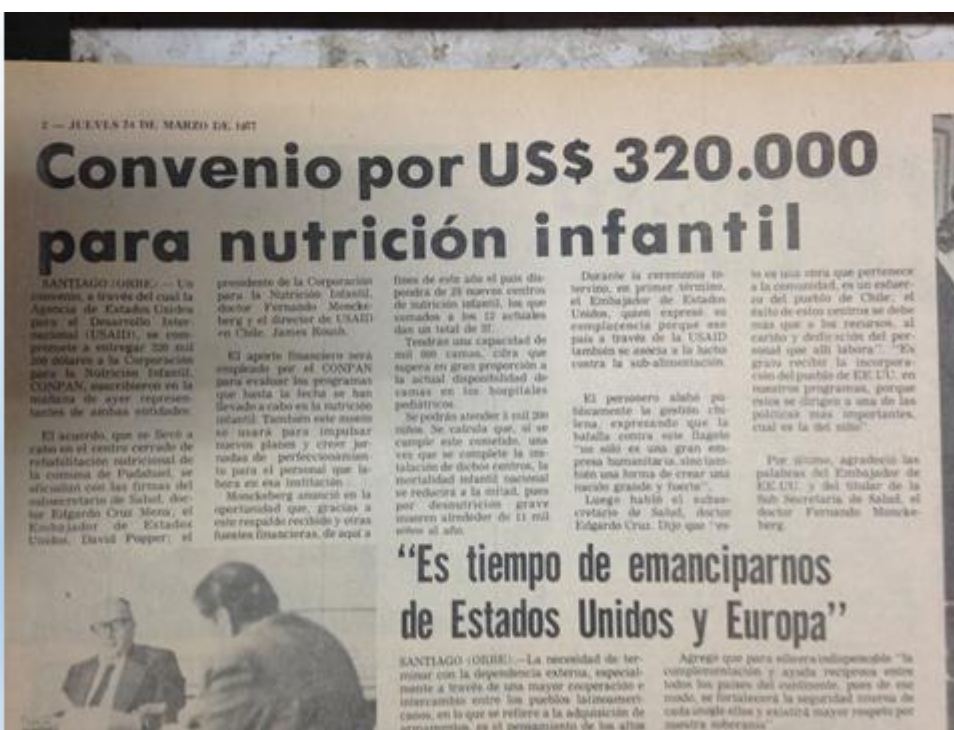 2 — JUEVES 24 DE MARZO DE 1977
Convenio por US$ 320.000
para nutrición infantil
SANTIAGO (ORBE).— Un
convenio, a través del cual la
Agencia de Estados Unidos
para el Desarrollo Inter-
nacional (USAID), se com-
promete a entregar 320 mil
dólares a la Corporación
para la Nutrición Infantil,
CONPAN, suscribieron en la
mañana de ayer represen-
tantes de ambas entidades.
El acuerdo, que se llevó a
cabo en el centro cerrado de
rehabilitación nutricional de
la comuna de Pudahuel, se
oficializó con las firmas del
subsecretario de Salud, doc-
tor Edgardo Cruz Mena, el
Embajador de Estados
Unidos, David Popper; el
presidente de la Corporación
para la Nutrición Infantil,
doctor Fernando Moncke-
berg y el director de USAID
en Chile, James Roush.
El aporte financiero será
empleado por el CONPAN
para evaluar los programas
que hasta la fecha se han
llevado a cabo en la nutrición
infantil. También este monto
se usará para impulsar
nuevos planes y crear jor-
nadas de perfeccionamien-
to para el personal que la-
bora en esa institución.
Monckeberg anunció en la
oportunidad que, gracias a
este respaldo recibido y otras
fuentes financieras, de aquí a
fines de este año el país dis-
pondrá de 25 nuevos centros
de nutrición infantil, los que
sumados a los 12 actuales
dan un total de 37.
Tendrán una capacidad de
mil 600 camas, cifra que
supera en gran proporción a
la actual disponibilidad de
camas en los hospitales
pediátricos.
Se podrán atender 5 mil 200
niños. Se calcula que, si se
cumple este cometido, una
vez que se complete la ins-
talación de dichos centros, la
mortalidad infantil nacional
se reducirá a la mitad, pues
por desnutrición grave
mueren alrededor de 11 mil
niños al año.
Durante la ceremonia in-
tervino, en primer término,
el Embajador de Estados
Unidos, quien expresó su
complacencia porque ese
país a través de la USAID
también se asocia a la lucha
contra la sub-alimentación.
El personero alabó pú-
blicamente la gestión chi-
lena, expresando que la
batalla contra este flagelo
"no sólo es una gran em-
presa humanitaria, sino tam-
bién una forma de crear una
nación grande y fuerte".
Luego habló el subse-
cretario de Salud, doctor
Edgardo Cruz. Dijo que "es-
to es una obra que pertenece
a la comunidad, es un esfuer-
zo del pueblo de Chile; el
éxito de estos centros se debe
más que a los recursos, al
cariño y dedicación del per-
sonal que allí labora". "Es
grato recibir la incorpora-
ción del pueblo de EE.UU. en
nuestros programas, porque
estos se dirigen a una de las
políticas más importantes,
cual es la del niño".
Por último, agradeció las
palabras del Embajador de
EE.UU. y del titular de la
Sub Secretaría de Salud, el
doctor Fernando Moncke-
berg.
"Es tiempo de emanciparnos
de Estados Unidos y Europa"
SANTIAGO (ORBE).—La necesidad de ter-
minar con la dependencia externa, especial-
mente a través de una mayor cooperación e
intercambio entre los pueblos latinoameri-
canos, en lo que se refiere a la adquisición de
armamentos, es el pensamiento de los altos
Agregó que para ello era indispensable "la
complementación y ayuda recíproca entre
todos los países del continente, pues de ese
modo, se fortalecerá la seguridad interna de
cada uno de ellos y existirá mayor respeto por
nuestra soberanía"